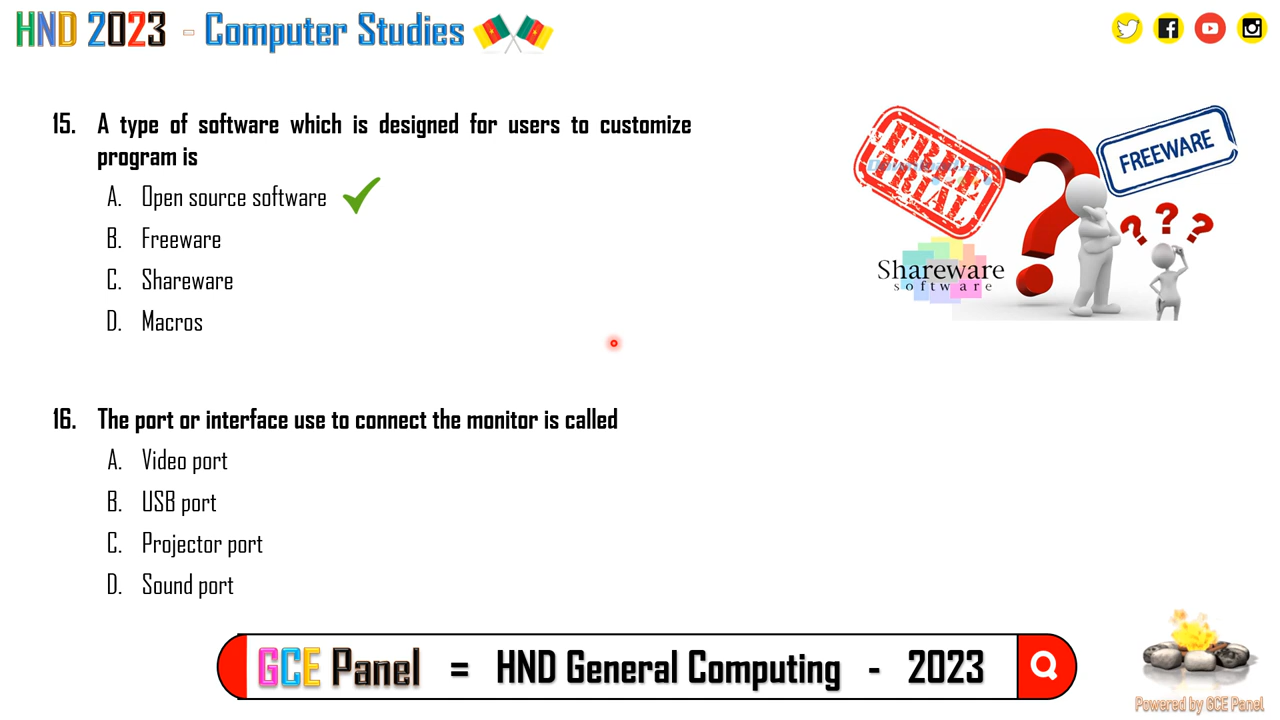 HND 2023 - Computer Studies
15. A type of software which is designed for users to customize
program is
A. Open source software
B. Freeware
C. Shareware
D. Macros
FREE
TRIAL
FREEWARE
Shareware
software
16. The port or interface use to connect the monitor is called
A. Video port
B. USB port
C. Projector port
D. Sound port
GCE Panel = HND General Computing - 2023
Powered by GCE Panel